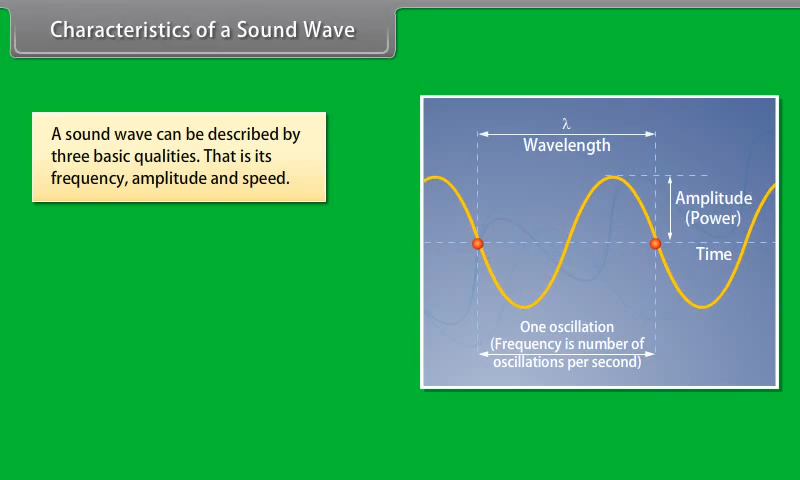 Characteristics of a Sound Wave
A sound wave can be described by
three basic qualities. That is its
frequency, amplitude and speed.
λ
Wavelength
Amplitude
(Power)
Time
One oscillation
(Frequency is number of
oscillations per second)